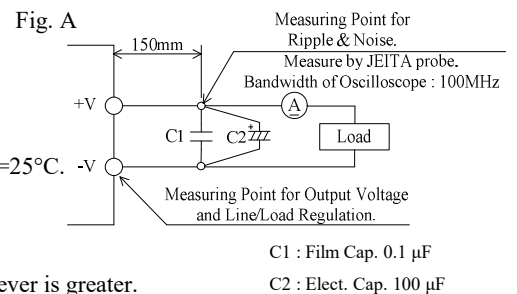 Fig. A
Measuring Point for
Ripple & Noise.
150mm
Measure by JEITA probe.
Bandwidth of Oscilloscope : 100MHz
+V
A
C1
C2
+
Load
=25°C.
-V
Measuring Point for Output Voltage
and Line/Load Regulation.
C1 : Film Cap. 0.1 µF
ever is greater.
C2 : Elect. Cap. 100 µF